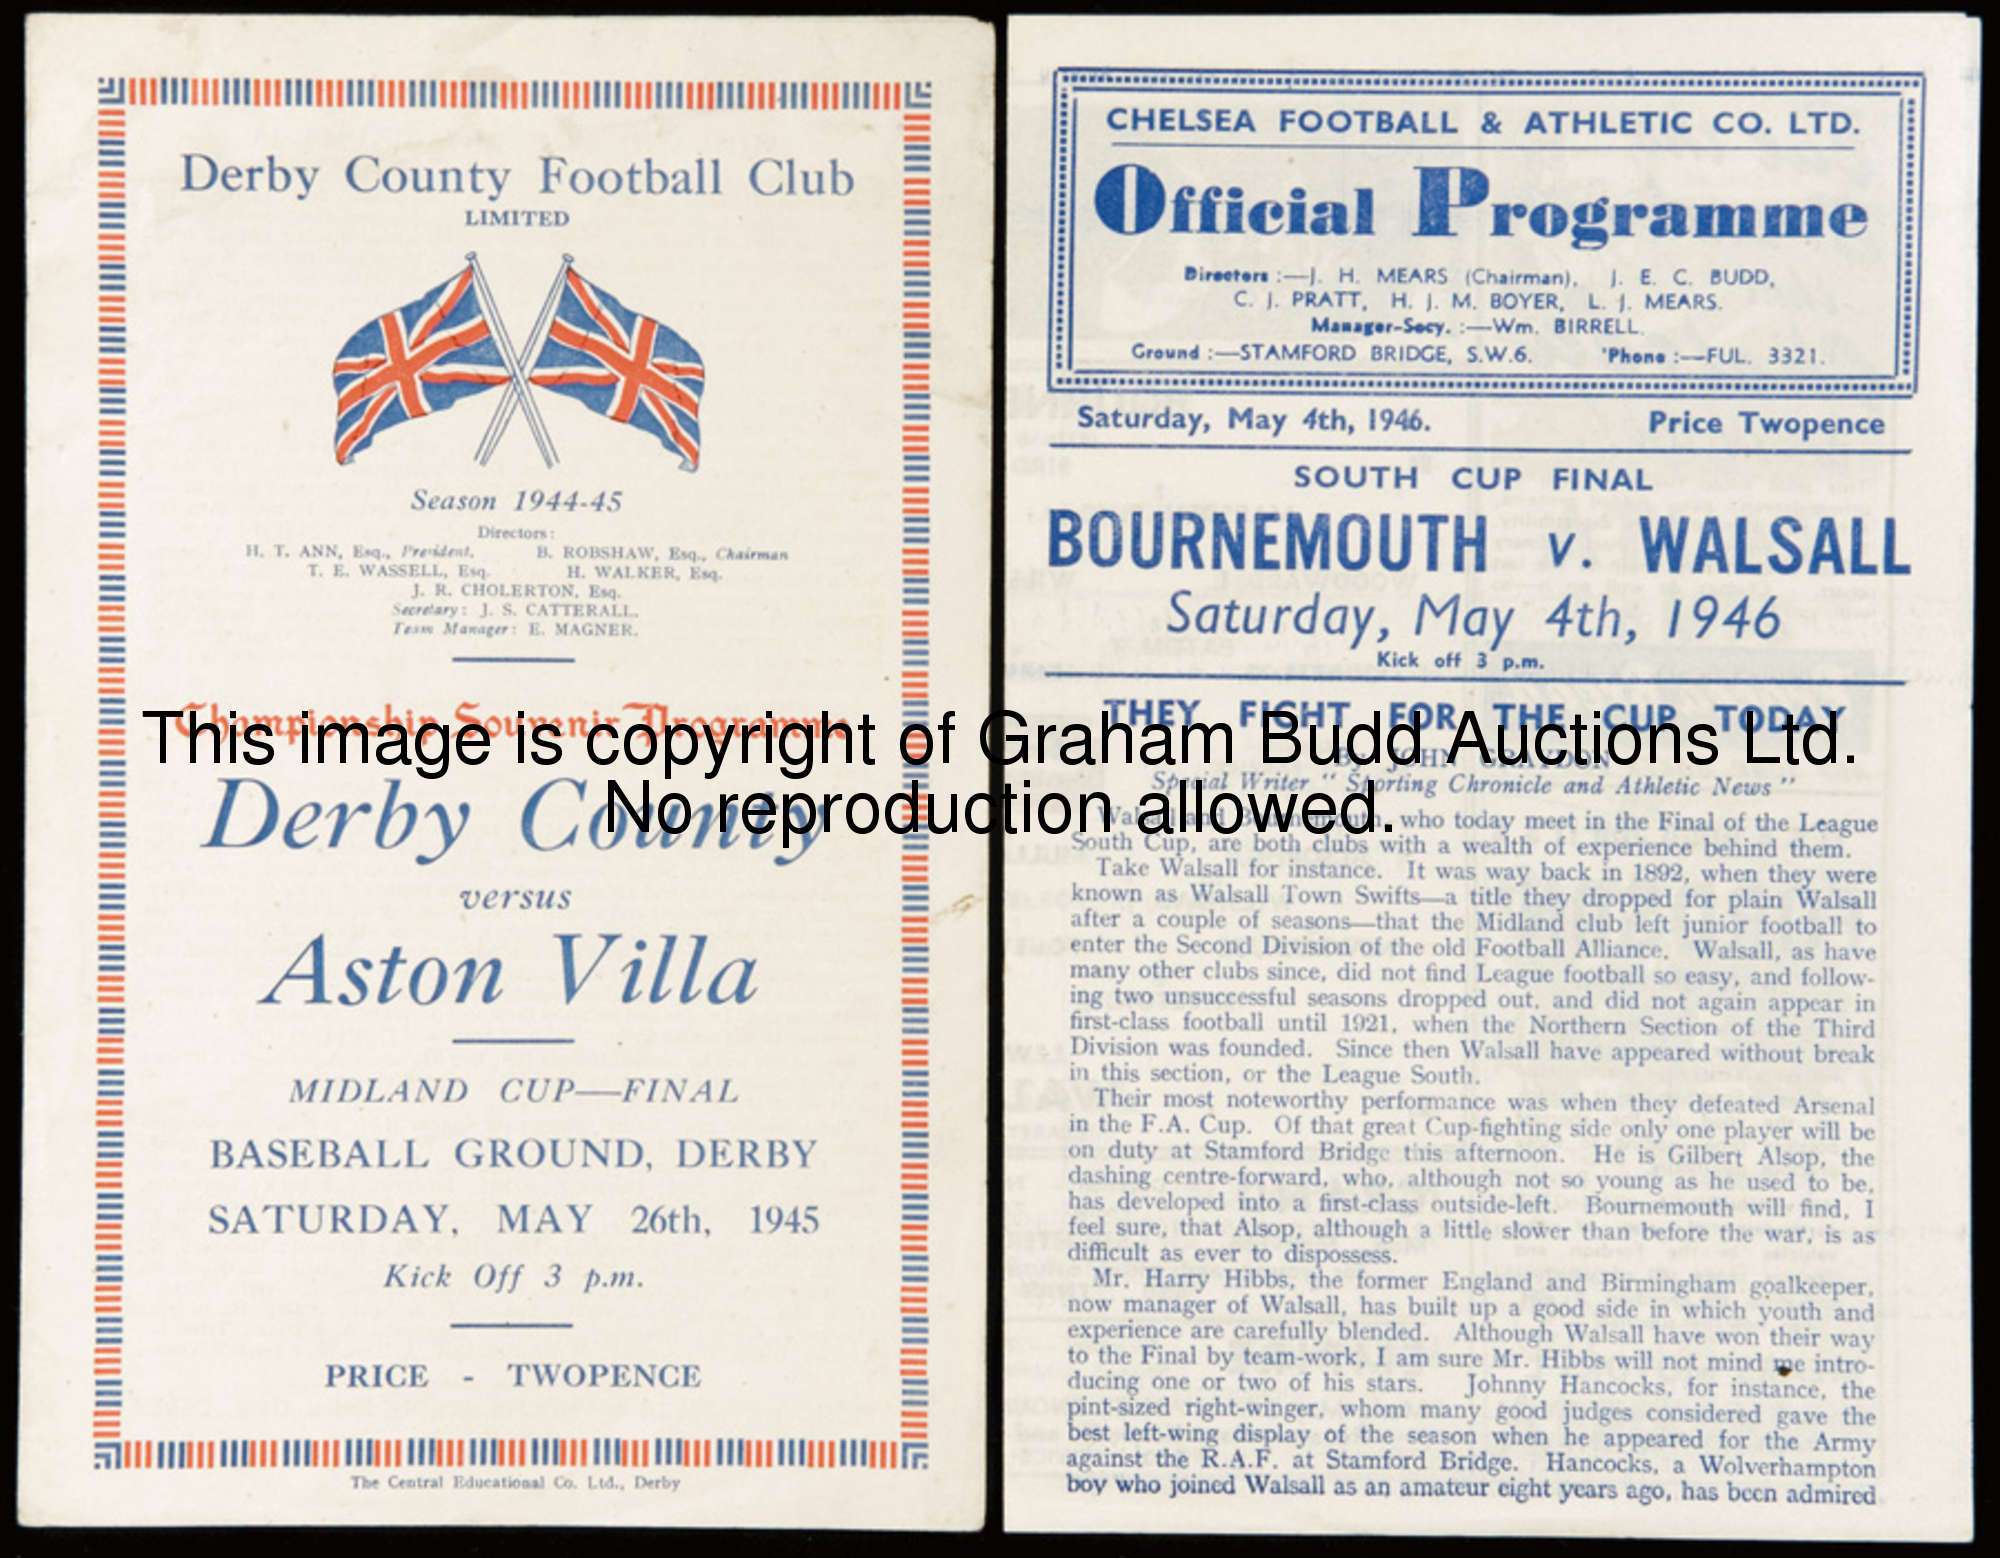 Derby County Football Club
LIMITED
Season 1944-45
Directors:
H. T. ANN, Esq., President. B. ROBSHAW, Esq., Chairman
T. E. WASSELL, Esq. H. WALKER, Esq.
J. R. CHOLERTON, Esq.
Secretary: J. S. CATTERALL.
Team Manager: E. MAGNER.
Championship Souvenir Programme
Derby County
versus
Aston Villa
MIDLAND CUP—FINAL
BASEBALL GROUND, DERBY
SATURDAY, MAY 26th, 1945
Kick Off 3 p.m.
PRICE - TWOPENCE
The Central Educational Co. Ltd., Derby
CHELSEA FOOTBALL & ATHLETIC CO. LTD.
Official Programme
Directors :—J. H. MEARS (Chairman), J. E. C. BUDD,
C. J. PRATT, H. J. M. BOYER, L. J. MEARS.
Manager-Secy. :—Wm. BIRRELL.
Ground :—STAMFORD BRIDGE, S.W.6. 'Phone :—FUL. 3321.
Saturday, May 4th, 1946. Price Twopence
SOUTH CUP FINAL
BOURNEMOUTH v. WALSALL
Saturday, May 4th, 1946
Kick off 3 p.m.
THEY FIGHT FOR THE CUP TODAY
By JOHN GRAYDON
Special Writer "Sporting Chronicle and Athletic News"
Walsall and Bournemouth, who today meet in the Final of the League
South Cup, are both clubs with a wealth of experience behind them.
Take Walsall for instance. It was way back in 1892, when they were
known as Walsall Town Swifts—a title they dropped for plain Walsall
after a couple of seasons—that the Midland club left junior football to
enter the Second Division of the old Football Alliance. Walsall, as have
many other clubs since, did not find League football so easy, and follow-
ing two unsuccessful seasons dropped out, and did not again appear in
first-class football until 1921, when the Northern Section of the Third
Division was founded. Since then Walsall have appeared without break
in this section, or the League South.
Their most noteworthy performance was when they defeated Arsenal
in the F.A. Cup. Of that great Cup-fighting side only one player will be
on duty at Stamford Bridge this afternoon. He is Gilbert Alsop, the
dashing centre-forward, who, although not so young as he used to be,
has developed into a first-class outside-left. Bournemouth will find, I
feel sure, that Alsop, although a little slower than before the war, is as
difficult as ever to dispossess.
Mr. Harry Hibbs, the former England and Birmingham goalkeeper,
now manager of Walsall, has built up a good side in which youth and
experience are carefully blended. Although Walsall have won their way
to the Final by team-work, I am sure Mr. Hibbs will not mind me intro-
ducing one or two of his stars. Johnny Hancocks, for instance, the
pint-sized right-winger, whom many good judges considered gave the
best left-wing display of the season when he appeared for the Army
against the R.A.F. at Stamford Bridge. Hancocks, a Wolverhampton
boy who joined Walsall as an amateur eight years ago, has been admired
This image is copyright of Graham Budd Auctions Ltd.
No reproduction allowed.